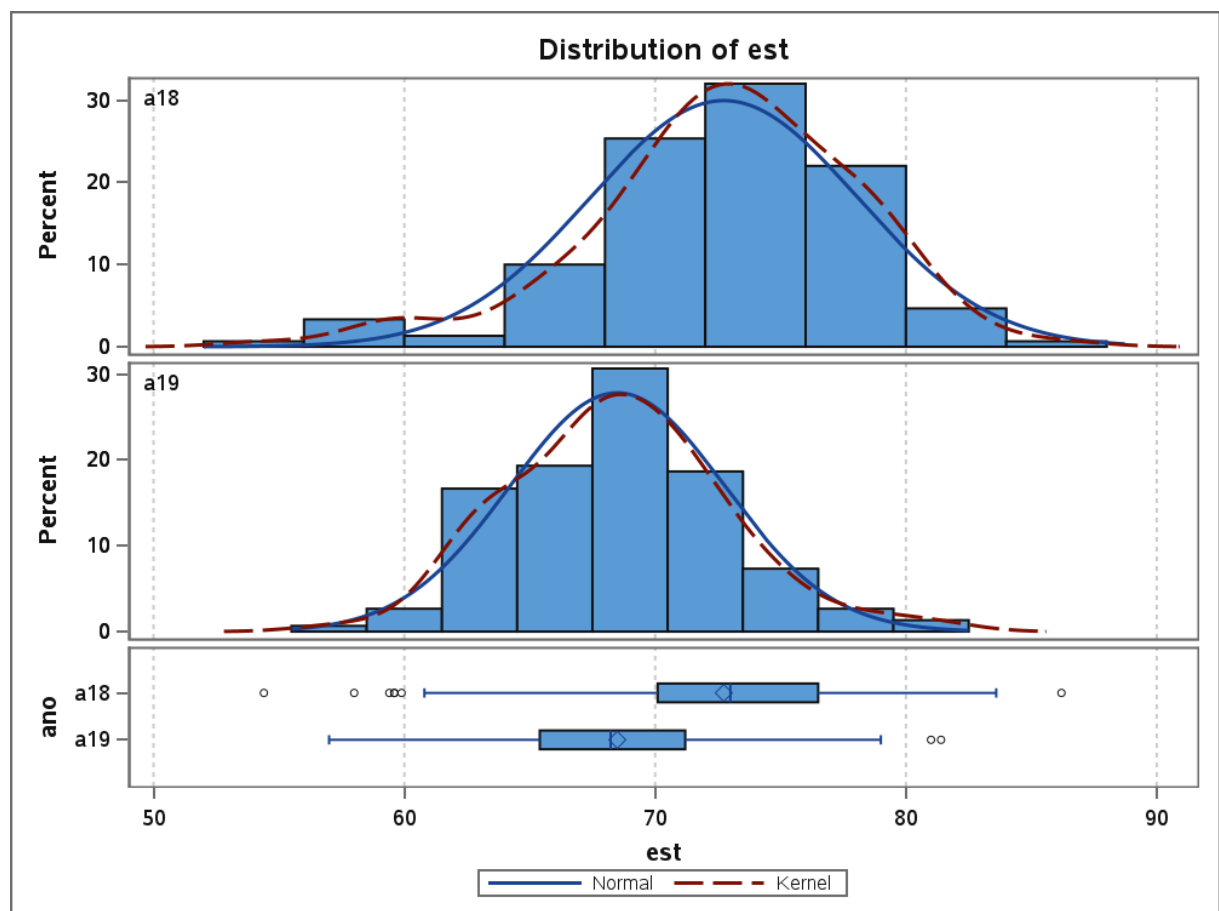 Distribution of est
a18
30
20
10
0
Percent
a19
30
20
10
0
Percent
a18
a19
ano
50 60 70 80 90
est
Normal Kernel